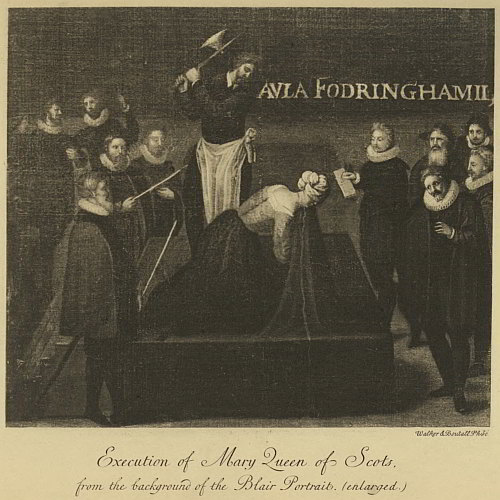 AVLA FODRINGHAMII
Walker & Boutall Ph.Sc.
Execution of Mary Queen of Scots,
from the background of the Blair Portrait. (enlarged.)